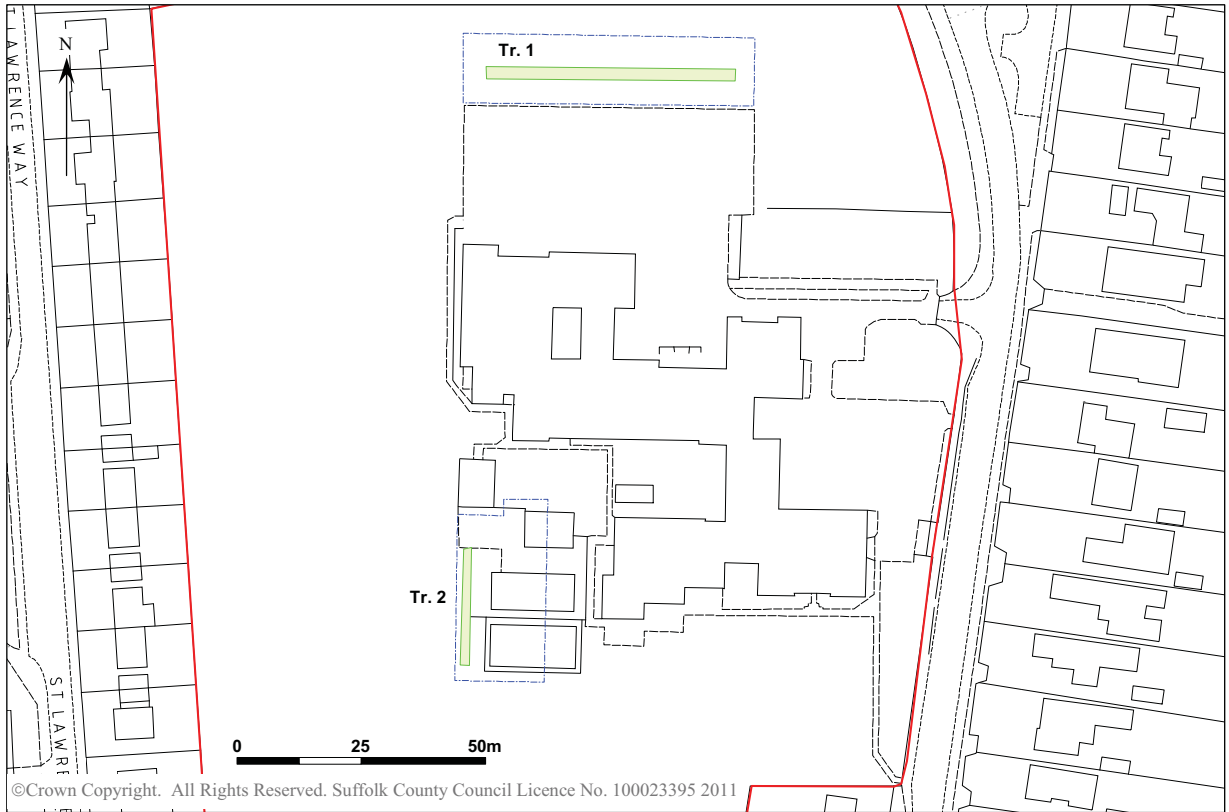 ST LAWRENCE WAY
N
Tr. 1
Tr. 2
ST LAWRE
0 25 50m
©Crown Copyright. All Rights Reserved. Suffolk County Council Licence No. 100023395 2011